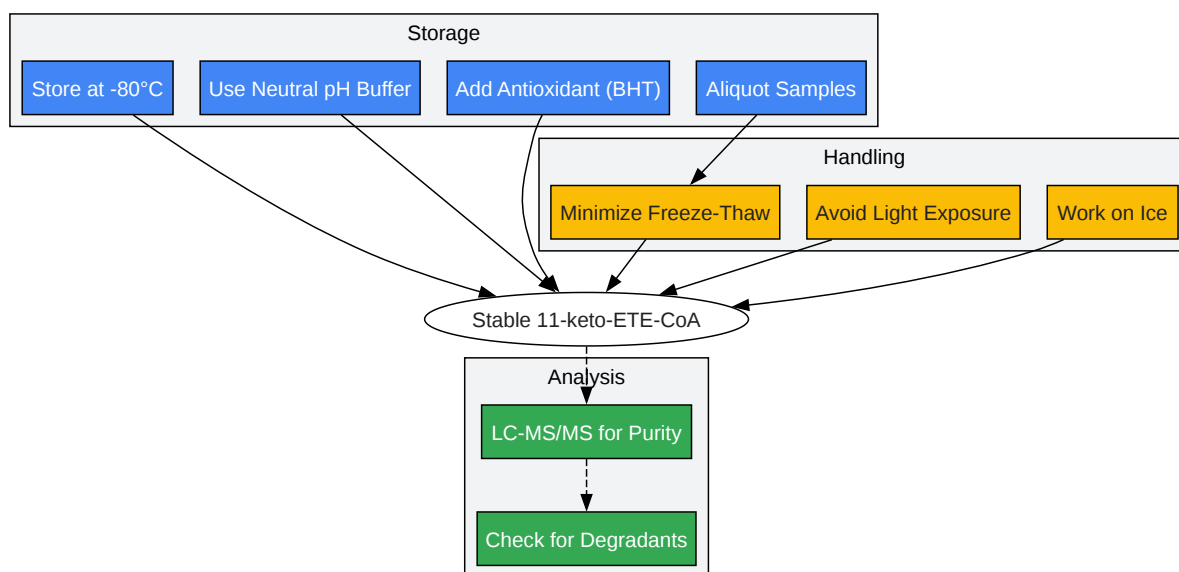 Storage
Store at -80°C
Use Neutral pH Buffer
Add Antioxidant (BHT)
Aliquot Samples
Handling
Minimize Freeze-Thaw
Avoid Light Exposure
Work on Ice
Stable 11-keto-ETE-CoA
Analysis
LC-MS/MS for Purity
Check for Degradants